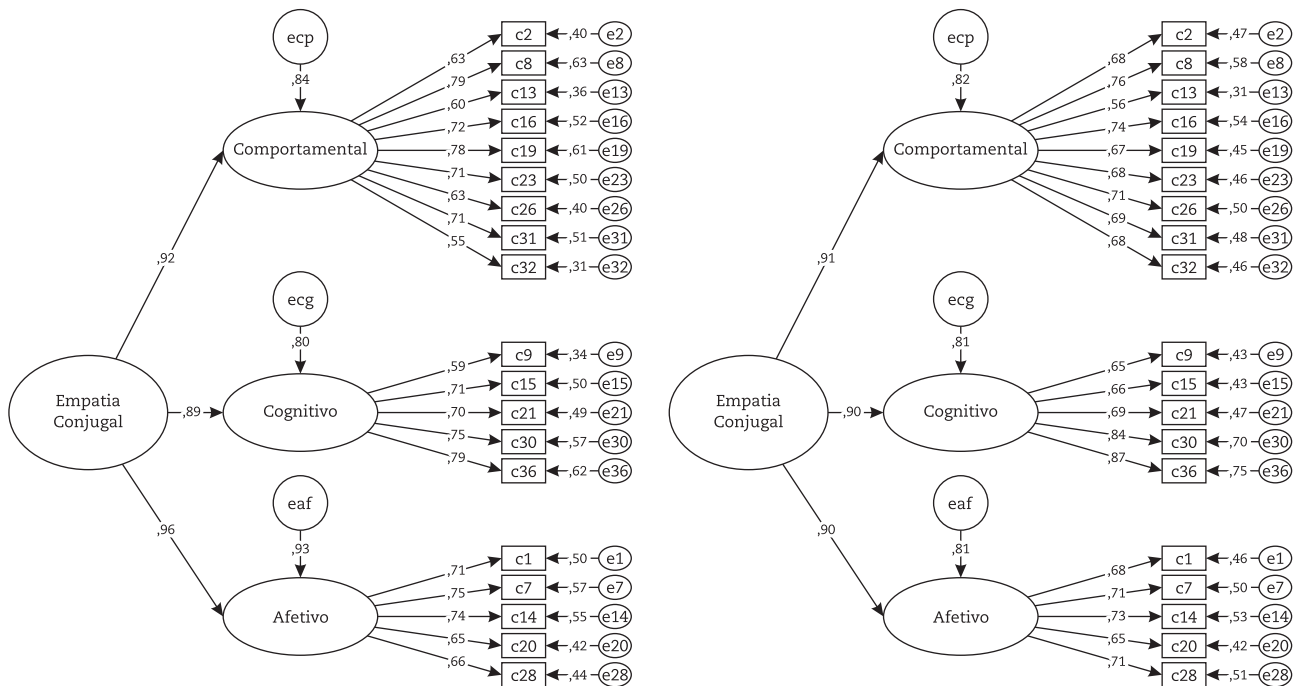 ecp
,84
Comportamental
,63 c2 ,40 e2
,79 c8 ,63 e8
,60 c13 ,36 e13
,72 c16 ,52 e16
,78 c19 ,61 e19
,71 c23 ,50 e23
,63 c26 ,40 e26
,71 c31 ,51 e31
,55 c32 ,31 e32
,92
ecg
,80
Empatia
Conjugal
,89
Cognitivo
,59 c9 ,34 e9
,71 c15 ,50 e15
,70 c21 ,49 e21
,75 c30 ,57 e30
,79 c36 ,62 e36
,96
eaf
,93
Afetivo
,71 c1 ,50 e1
,75 c7 ,57 e7
,74 c14 ,55 e14
,65 c20 ,42 e20
,66 c28 ,44 e28
ecp
,82
Comportamental
,68 c2 ,47 e2
,76 c8 ,58 e8
,56 c13 ,31 e13
,74 c16 ,54 e16
,67 c19 ,45 e19
,68 c23 ,46 e23
,71 c26 ,50 e26
,69 c31 ,48 e31
,68 c32 ,46 e32
,91
ecg
,81
Empatia
Conjugal
,90
Cognitivo
,65 c9 ,43 e9
,66 c15 ,43 e15
,69 c21 ,47 e21
,84 c30 ,70 e30
,87 c36 ,75 e36
,90
eaf
,81
Afetivo
,68 c1 ,46 e1
,71 c7 ,50 e7
,73 c14 ,53 e14
,65 c20 ,42 e20
,71 c28 ,51 e28